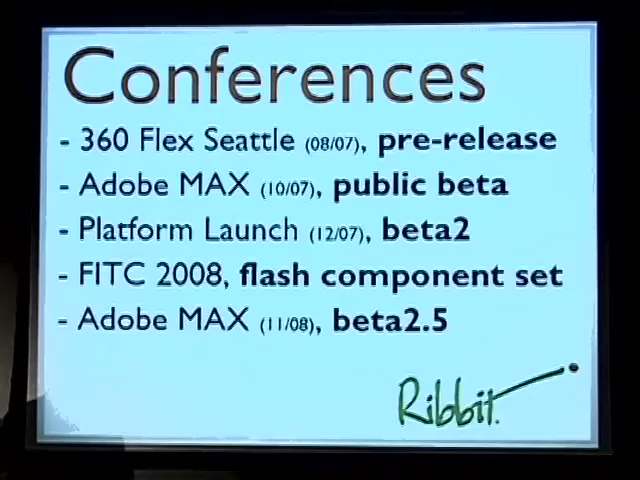 Conferences
- 360 Flex Seattle (08/07), pre-release
- Adobe MAX (10/07), public beta
- Platform Launch (12/07), beta2
- FITC 2008, flash component set
- Adobe MAX (11/08), beta2.5
Ribbit.